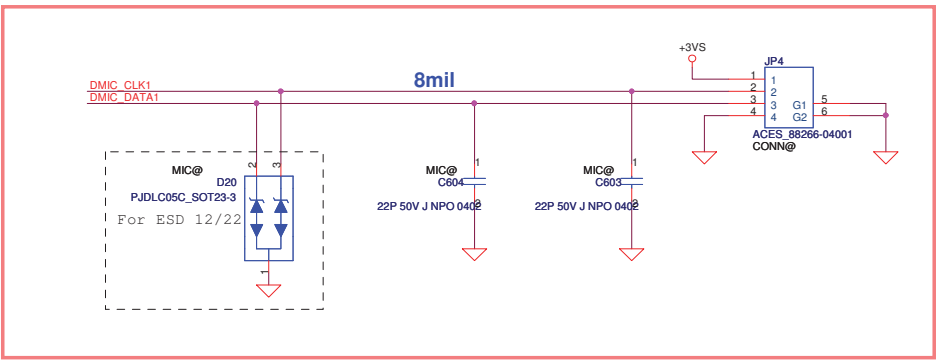 +3VS
JP4
DMIC_CLK1
8mil
1 1
2 2
DMIC_DATA1
3 3 G1 5
4 4 G2 6
ACES_88266-04001
CONN@
MIC@ 2 3
D20
PJDLC05C_SOT23-3
For ESD 12/22
1
1
MIC@
C604
2
22P 50V J NPO 0402
1
MIC@
C603
2
22P 50V J NPO 0402